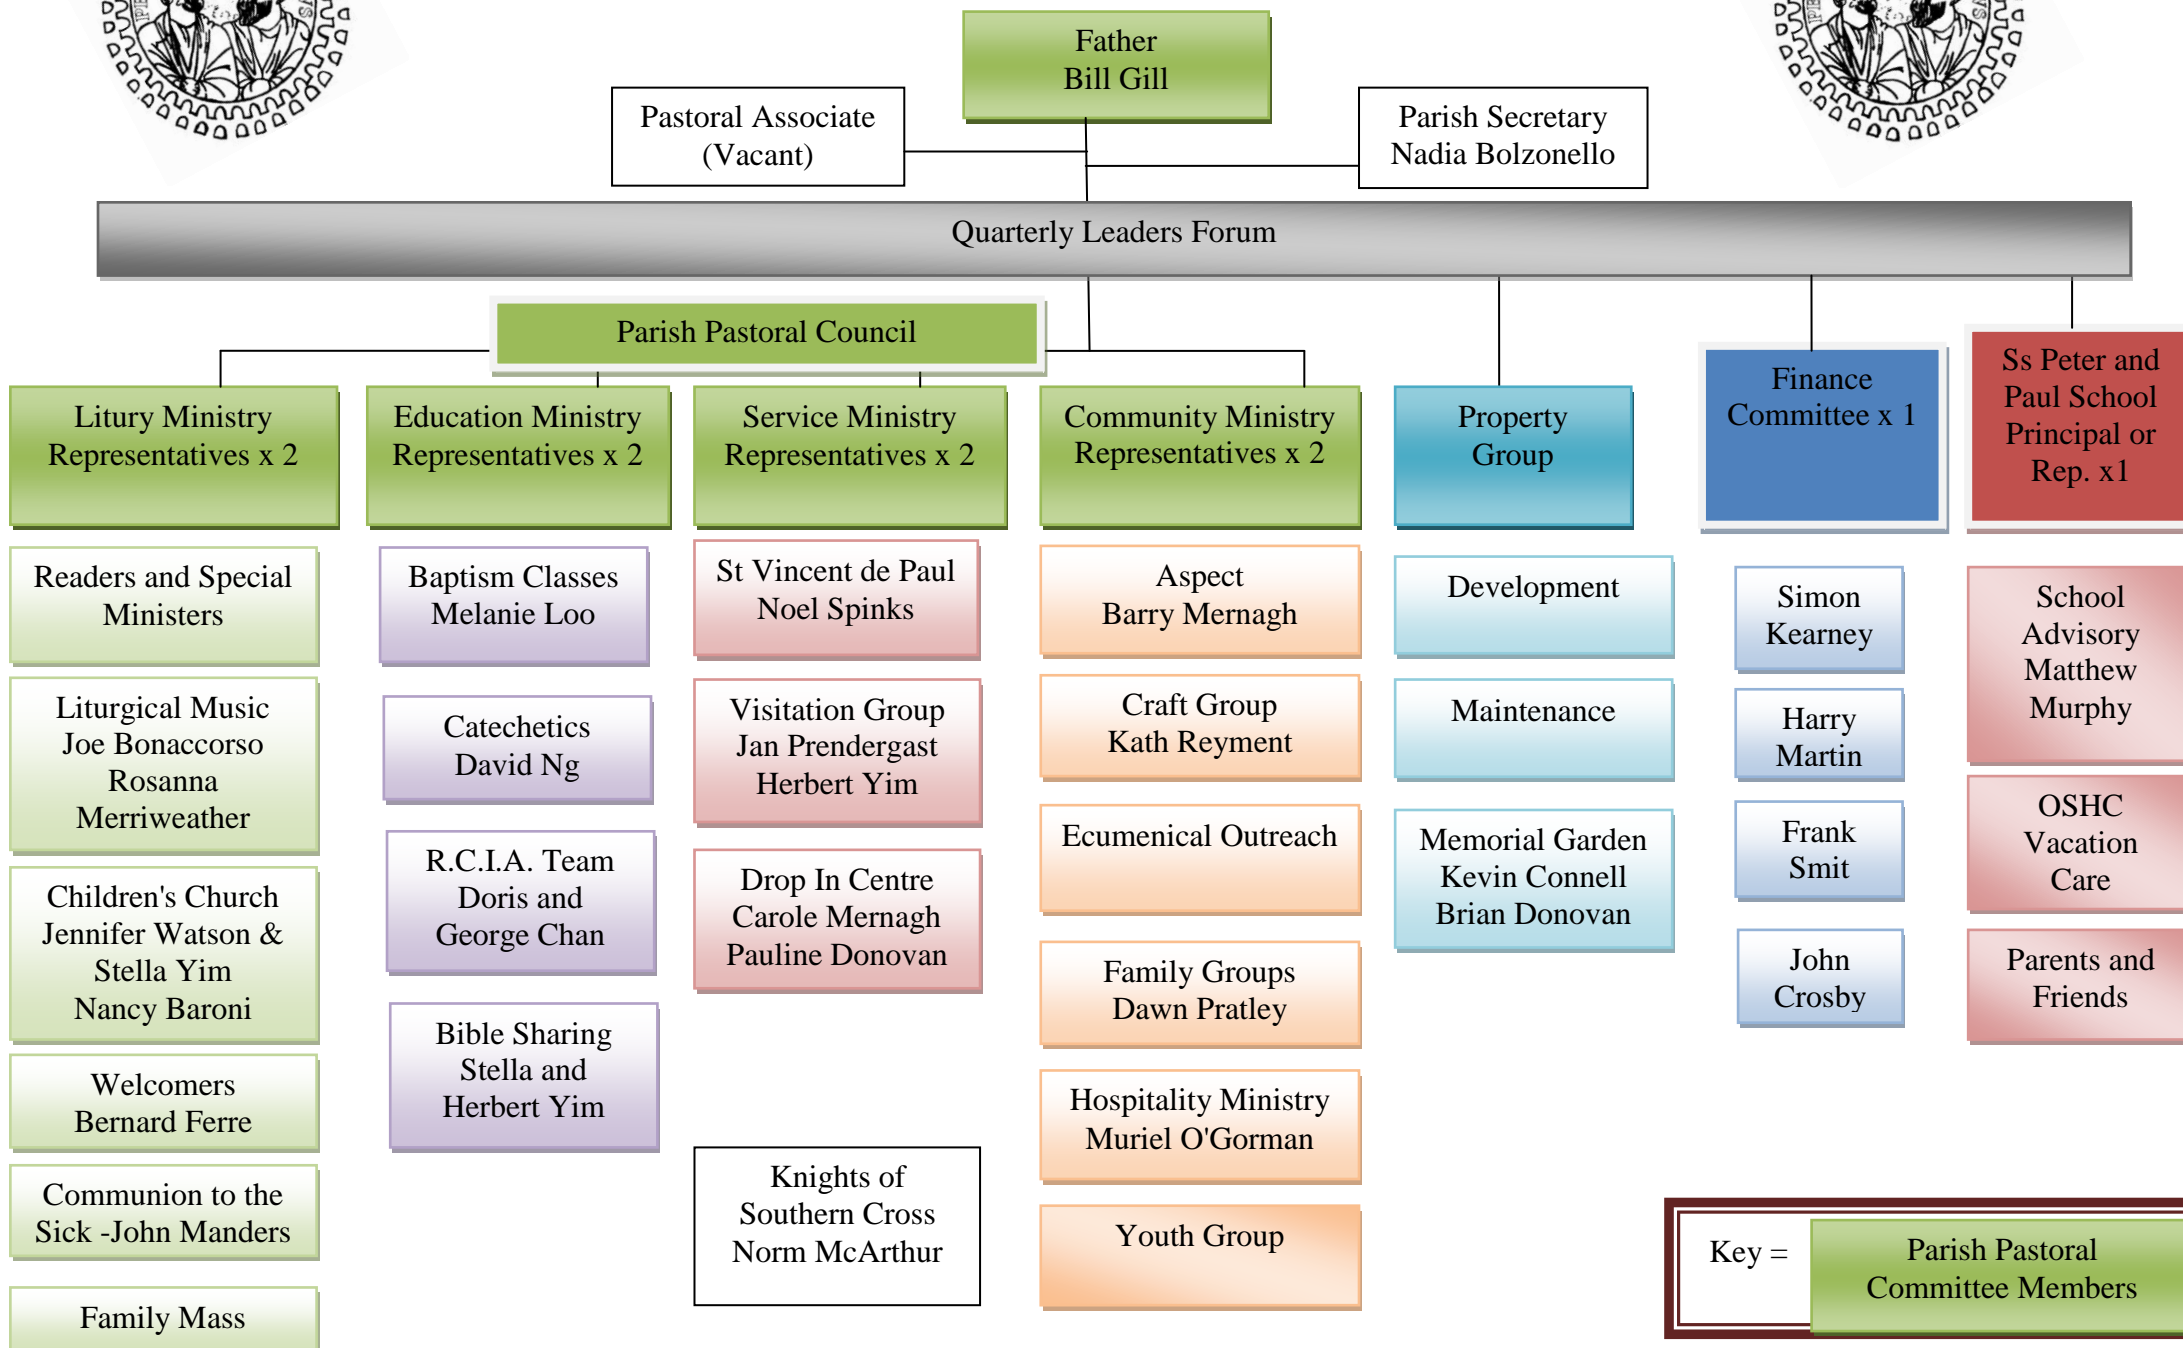 Father
Bill Gill
Pastoral Associate
(Vacant)
Parish Secretary
Nadia Bolzonello
Quarterly Leaders Forum
Parish Pastoral Council
Litury Ministry
Representatives x 2
Education Ministry
Representatives x 2
Service Ministry
Representatives x 2
Community Ministry
Representatives x 2
Property
Group
Finance
Committee x 1
Ss Peter and
Paul School
Principal or
Rep. x1
Readers and Special
Ministers
Liturgical Music
Joe Bonaccorso
Rosanna
Merriweather
Children's Church
Jennifer Watson &
Stella Yim
Nancy Baroni
Welcomers
Bernard Ferre
Communion to the
Sick -John Manders
Family Mass
Baptism Classes
Melanie Loo
Catechetics
David Ng
R.C.I.A. Team
Doris and
George Chan
Bible Sharing
Stella and
Herbert Yim
St Vincent de Paul
Noel Spinks
Visitation Group
Jan Prendergast
Herbert Yim
Drop In Centre
Carole Mernagh
Pauline Donovan
Knights of
Southern Cross
Norm McArthur
Aspect
Barry Mernagh
Craft Group
Kath Reyment
Ecumenical Outreach
Family Groups
Dawn Pratley
Hospitality Ministry
Muriel O'Gorman
Youth Group
Development
Maintenance
Memorial Garden
Kevin Connell
Brian Donovan
Simon
Kearney
Harry
Martin
Frank
Smit
John
Crosby
School
Advisory
Matthew
Murphy
OSHC
Vacation
Care
Parents and
Friends
Key =
Parish Pastoral
Committee Members